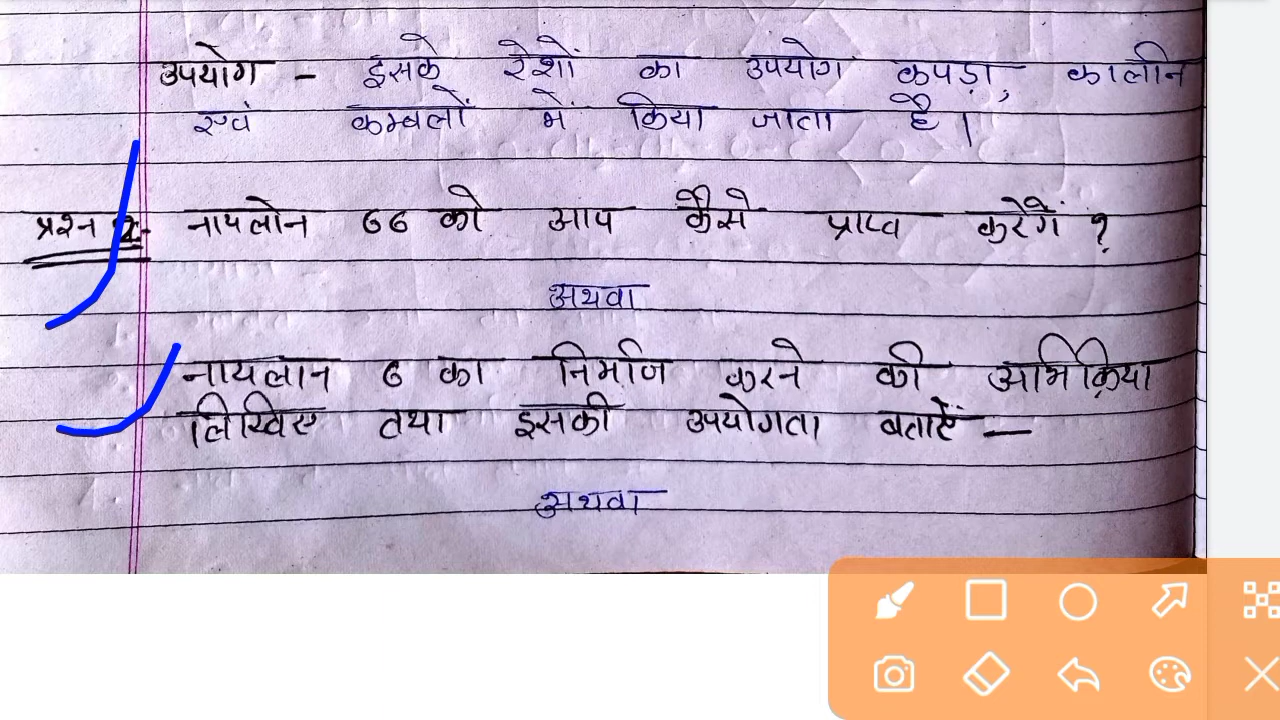 उपयोग - इसके रेशों का उपयोग कपड़ा, कालीन
एवं कम्बलों में किया जाता है।
प्रश्न 2- नायलोन 66 को आप कैसे प्राप्त करेगें ?
अथवा
नायलान 6 का निर्माण करने की अभिक्रिया
लिखिए तथा इसकी उपयोगता बताऐं —
अथवा